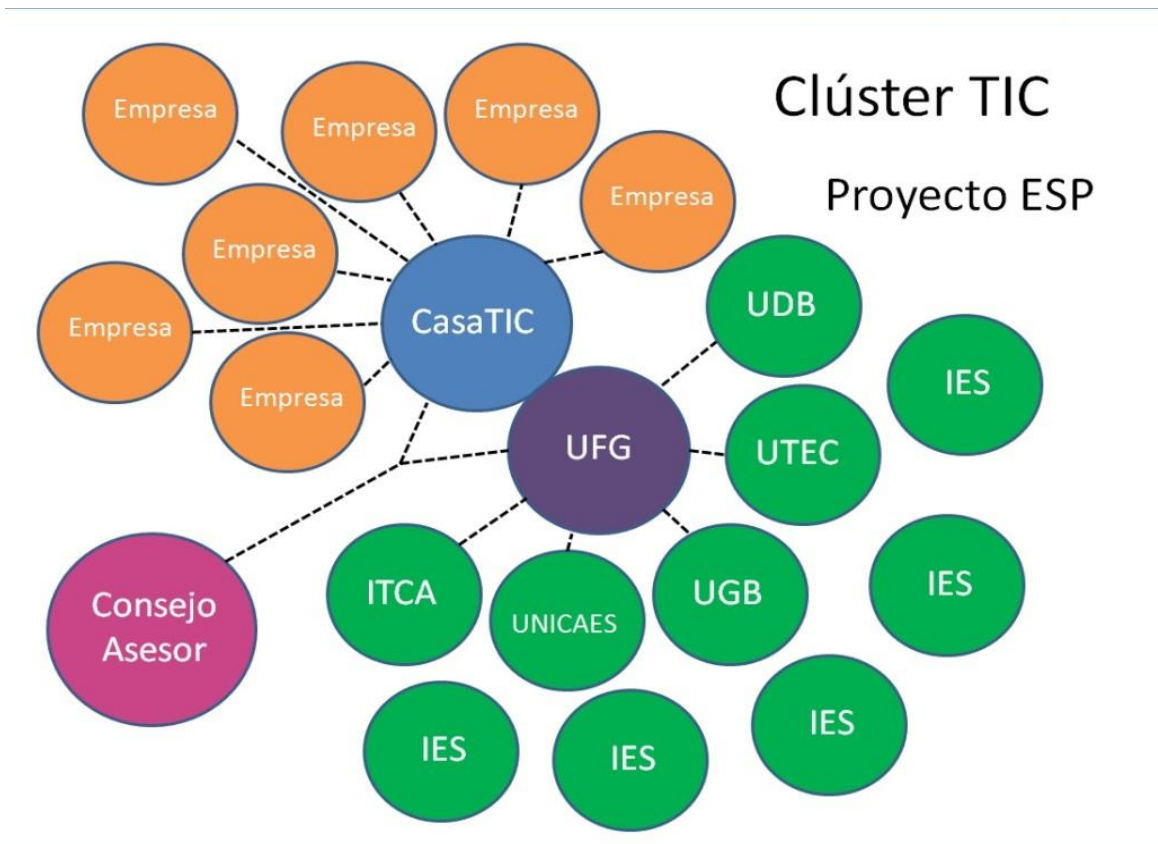 Clúster TIC
Proyecto ESP
Empresa
Empresa
Empresa
Empresa
Empresa
Empresa
Empresa
CasaTIC
UDB
IES
UFG
UTEC
ITCA
UNICAES
UGB
IES
Consejo
Asesor
IES
IES
IES